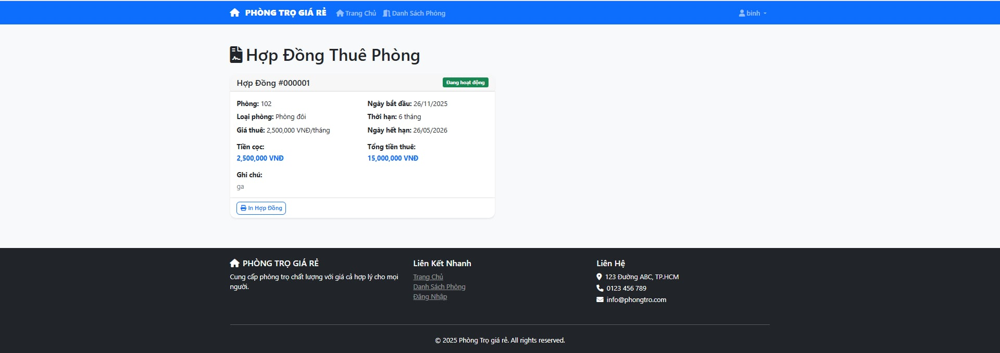 PHÒNG TRỌ GIÁ RẺ Trang Chủ Danh Sách Phòng binh
Hợp Đồng Thuê Phòng
Hợp Đồng #000001 Đang hoạt động
Phòng: 102 Ngày bắt đầu: 26/11/2025
Loại phòng: Phòng đôi Thời hạn: 6 tháng
Giá thuê: 2,500,000 VNĐ/tháng Ngày hết hạn: 26/05/2026
Tiền cọc: Tổng tiền thuê:
2,500,000 VNĐ 15,000,000 VNĐ
Ghi chú:
ga
In Hợp Đồng
PHÒNG TRỌ GIÁ RẺ
Cung cấp phòng trọ chất lượng với giá cả hợp lý cho mọi
người.
Liên Kết Nhanh
Trang Chủ
Danh Sách Phòng
Đăng Nhập
Liên Hệ
123 Đường ABC, TP.HCM
0123 456 789
info@phongtro.com
© 2025 Phòng Trọ giá rẻ. All rights reserved.